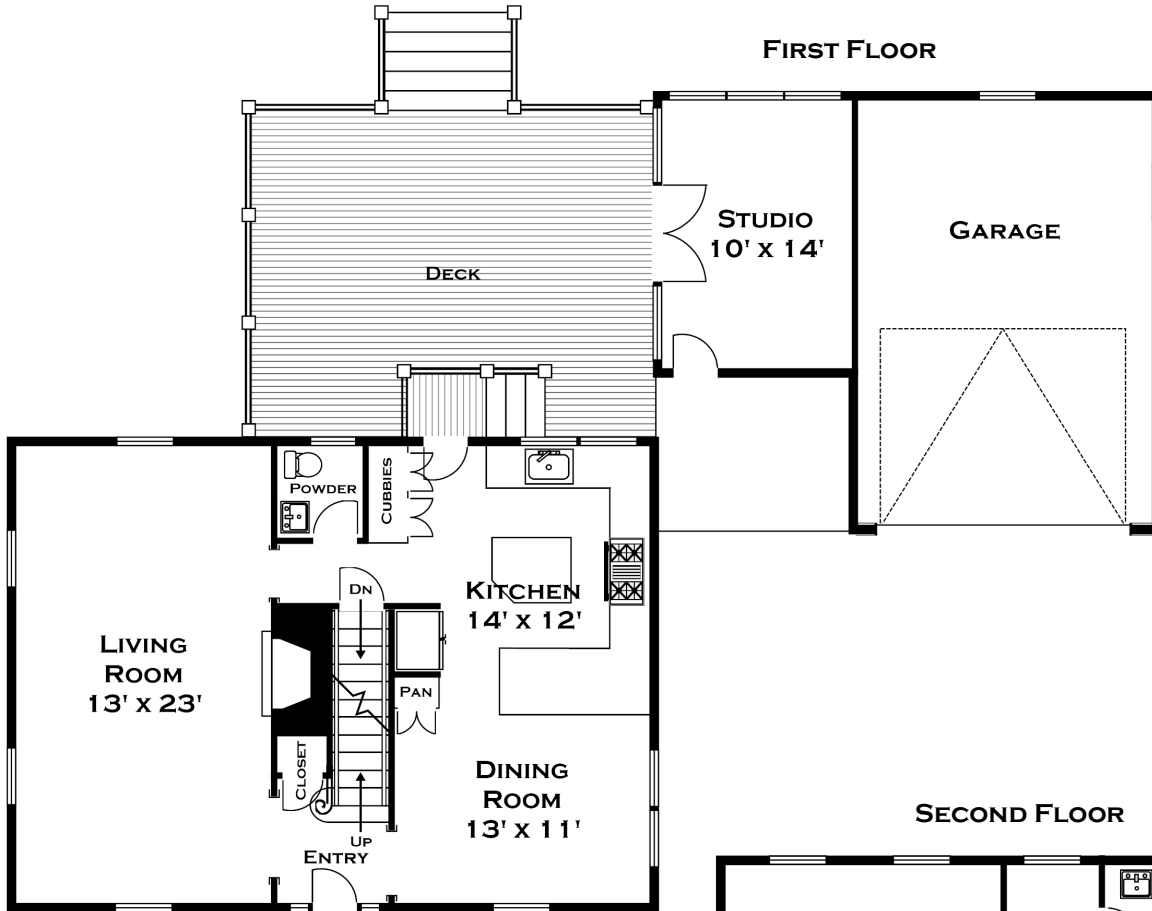 FIRST FLOOR
STUDIO
10' X 14'
GARAGE
DECK
POWDER
CUBBIES
DN
KITCHEN
14' X 12'
LIVING
ROOM
13' X 23'
PAN
CLOSET
DINING
ROOM
13' X 11'
UP
ENTRY
SECOND FLOOR